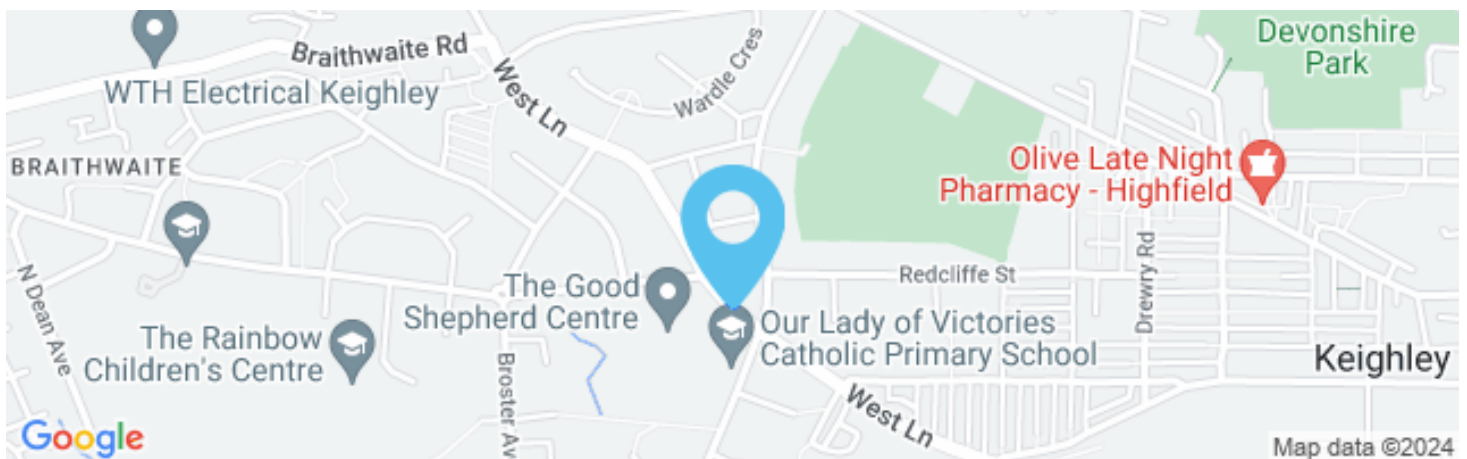 Devonshire
Park
Braithwaite Rd
WTH Electrical Keighley
West Ln
Wardle Cres
BRAITHWAITE
Olive Late Night
Pharmacy - Highfield
N Dean Ave
The Good
Shepherd Centre
Redcliffe St
Drewry Rd
The Rainbow
Children's Centre
Our Lady of Victories
Catholic Primary School
Broster Av
Keighley
West Ln
Google
Map data ©2024